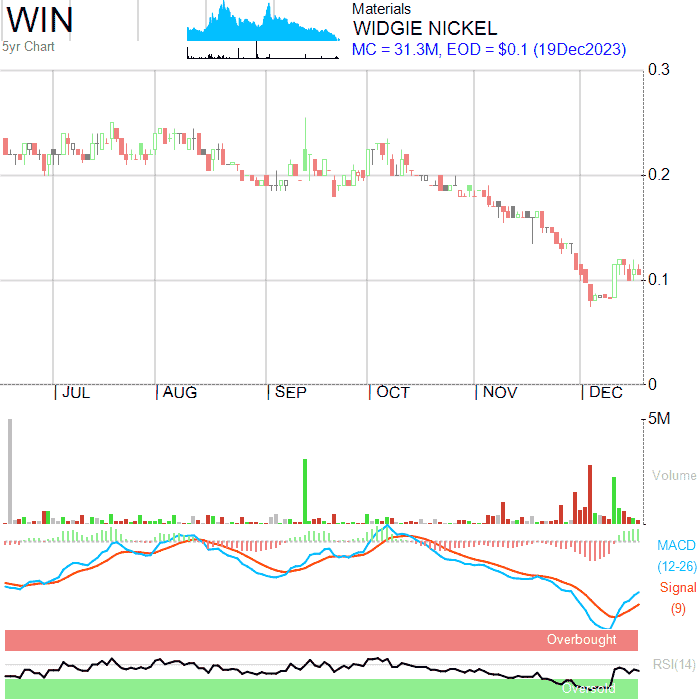 WIN
5yr Chart
Materials
WIDGIE NICKEL
MC = 31.3M, EOD = $0.1 (19Dec2023)
0.3
0.2
0.1
0
JUL AUG SEP OCT NOV DEC
5M
Volume
MACD
(12-26)
Signal
(9)
Overbought
RSI(14)
Oversold